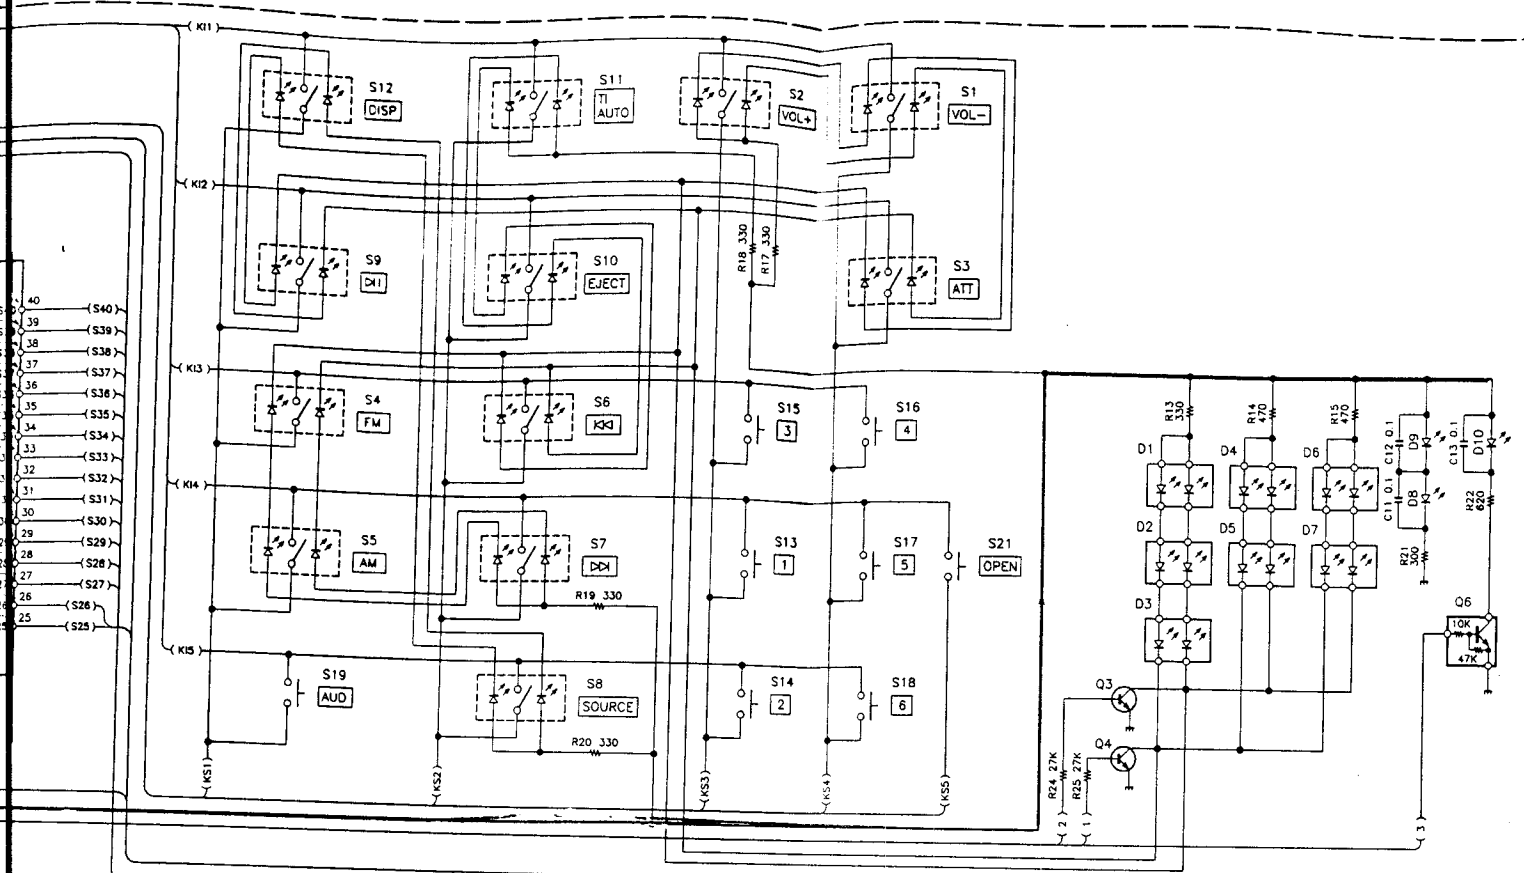 KI1
S12
DISP
S11
TI
AUTO
S2
VOL+
S1
VOL-
KI2
S9
S10
EJECT
R18 330
R17 330
S3
ATT
40
(S40)
39
(S39)
38
(S38)
37
(S37)
36
(S36)
35
(S35)
34
(S34)
33
(S33)
32
(S32)
31
(S31)
30
(S30)
29
(S29)
28
(S28)
27
(S27)
26
(S26)
25
(S25)
KI3
S4
FM
S6
S15
3
S16
4
KI4
S5
AM
S7
R19 330
S13
1
S17
5
S21
OPEN
KI5
S19
AUD
S8
SOURCE
R20 330
S14
2
S18
6
(KS1)
(KS2)
(KS3)
(KS4)
(KS5)
R13
330
R14
470
R15
470
C12 0.1
D9
C13 0.1
D10
D1
D4
D6
C11 0.1
D8
R22
620
D2
D5
D7
R21
300
D3
Q6
10K
47K
Q3
Q4
R24 27K
R25 27K
( 2 )
( 1 )
( 3 )